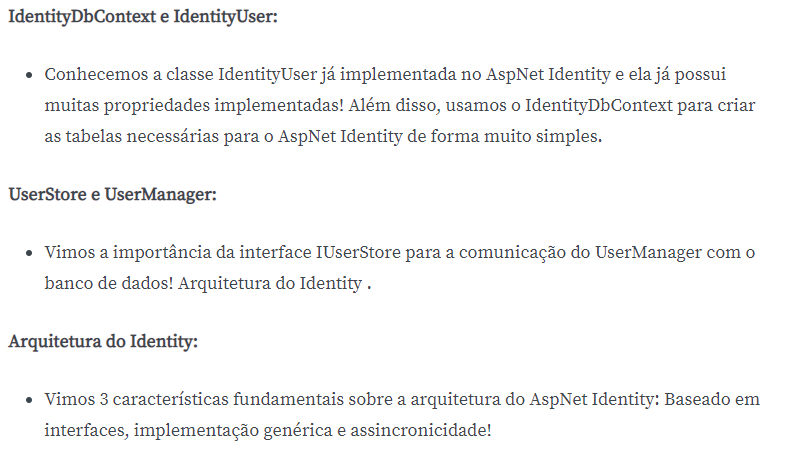 IdentityDbContext e IdentityUser:
• Conhecemos a classe IdentityUser já implementada no AspNet Identity e ela já possui
muitas propriedades implementadas! Além disso, usamos o IdentityDbContext para criar
as tabelas necessárias para o AspNet Identity de forma muito simples.
UserStore e UserManager:
• Vimos a importância da interface IUserStore para a comunicação do UserManager com o
banco de dados! Arquitetura do Identity .
Arquitetura do Identity:
• Vimos 3 características fundamentais sobre a arquitetura do AspNet Identity: Baseado em
interfaces, implementação genérica e assincronicidade!